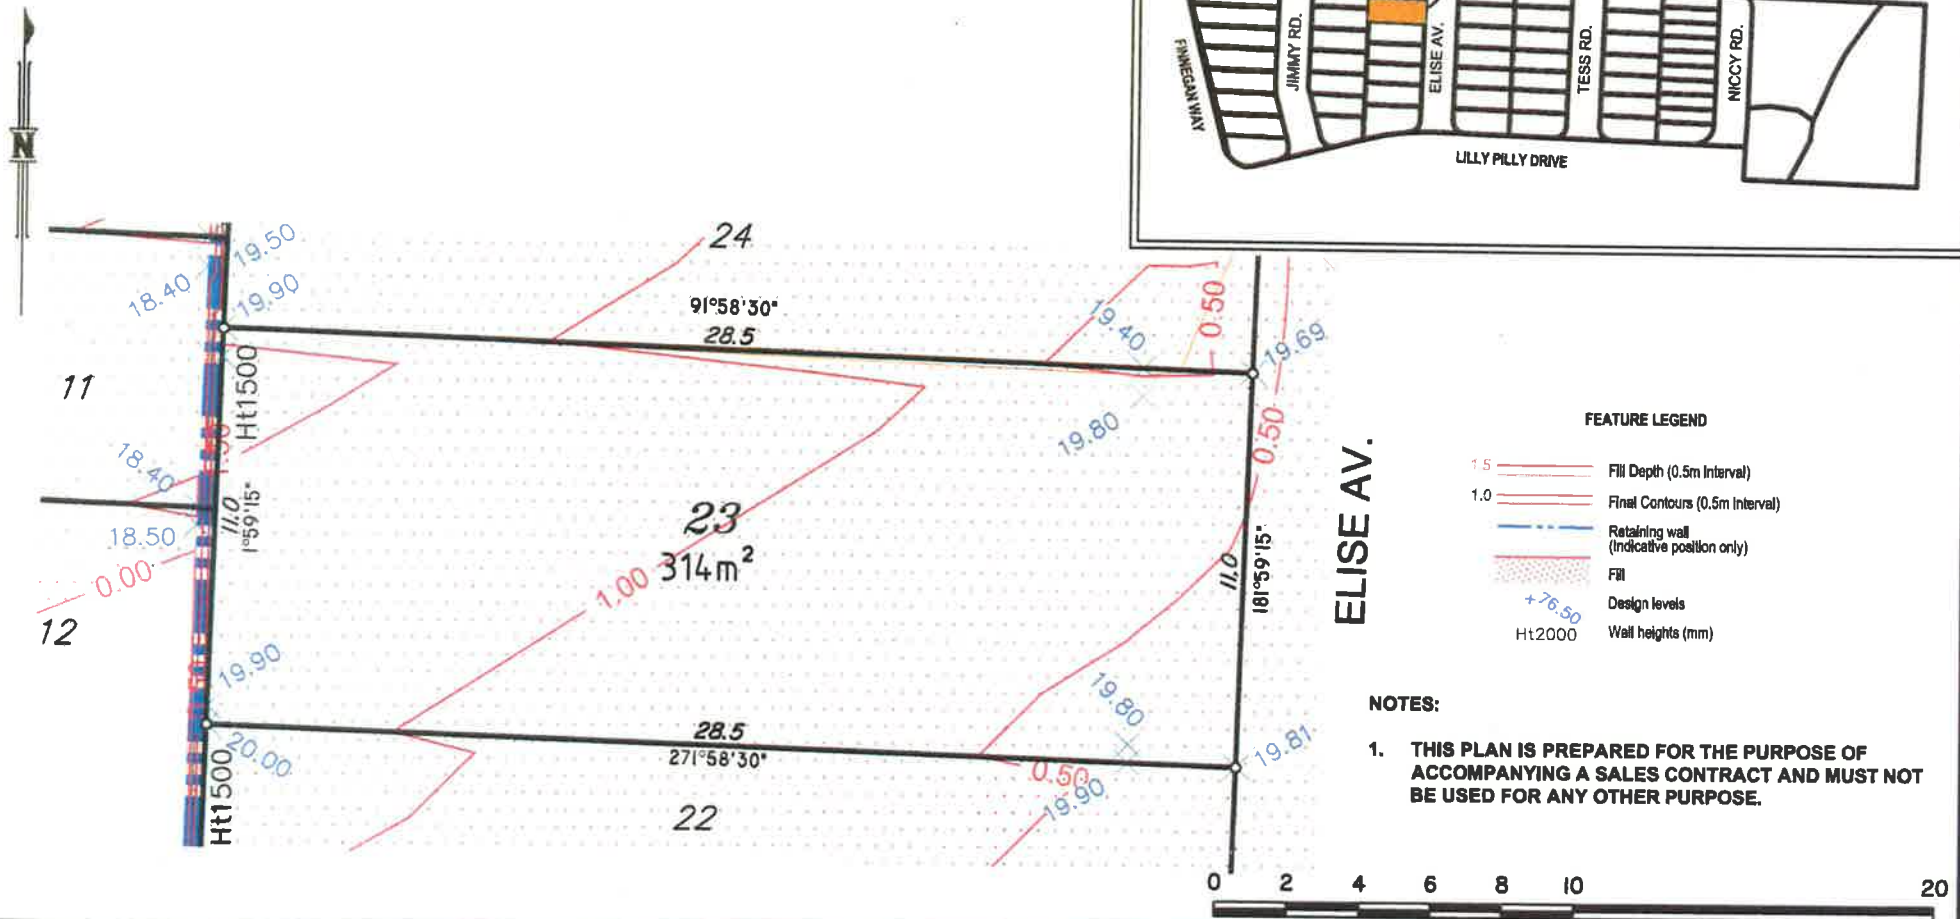 N
FINNEGAN WAY
JIMMY RD.
ELISE AV.
TESS RD.
NICCY RD.
LILLY PILLY DRIVE
24
19.50
18.40
19.90
91°58'30"
28.5
19.40
0.50
19.69
11
Ht1500
19.80
0.50
18.40
11.0
1°59'15"
18.50
0.00
12
23
314m²
1.00
11.0
181°59'15"
ELISE AV.
19.90
19.80
28.5
271°58'30"
20.00
Ht1500
0.50
19.90
19.81
22
FEATURE LEGEND
1.5 Fill Depth (0.5m Interval)
1.0 Final Contours (0.5m Interval)
Retaining wall
(Indicative position only)
Fill
+76.50 Design levels
Ht2000 Wall heights (mm)
NOTES:
1. THIS PLAN IS PREPARED FOR THE PURPOSE OF
ACCOMPANYING A SALES CONTRACT AND MUST NOT
BE USED FOR ANY OTHER PURPOSE.
0 2 4 6 8 10 20